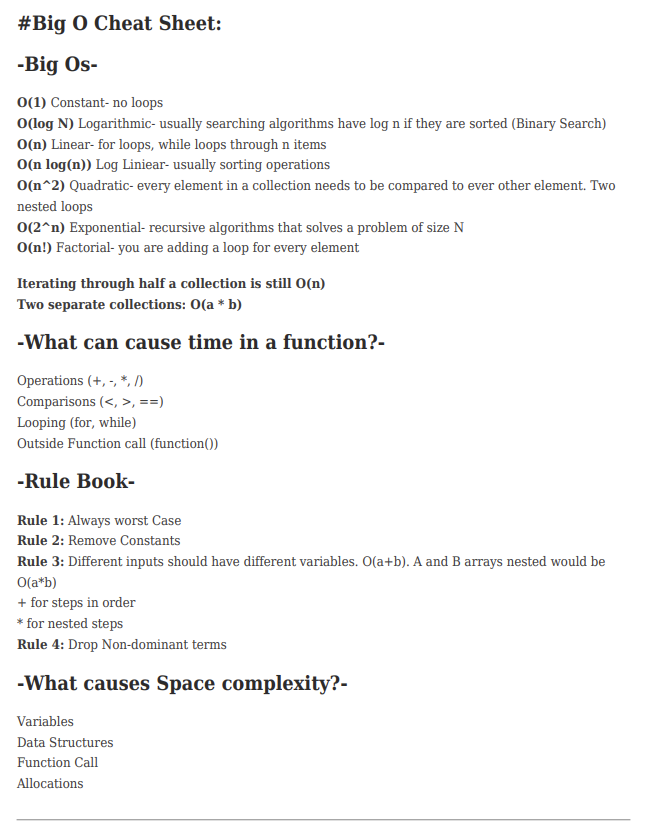 #Big O Cheat Sheet:
-Big Os-
O(1) Constant- no loops
O(log N) Logarithmic- usually searching algorithms have log n if they are sorted (Binary Search)
O(n) Linear- for loops, while loops through n items
O(n log(n)) Log Liniear- usually sorting operations
O(n^2) Quadratic- every element in a collection needs to be compared to ever other element. Two
nested loops
O(2^n) Exponential- recursive algorithms that solves a problem of size N
O(n!) Factorial- you are adding a loop for every element
Iterating through half a collection is still O(n)
Two separate collections: O(a * b)
-What can cause time in a function?-
Operations (+, -, *, /)
Comparisons (<, >, ==)
Looping (for, while)
Outside Function call (function())
-Rule Book-
Rule 1: Always worst Case
Rule 2: Remove Constants
Rule 3: Different inputs should have different variables. O(a+b). A and B arrays nested would be
O(a*b)
+ for steps in order
* for nested steps
Rule 4: Drop Non-dominant terms
-What causes Space complexity?-
Variables
Data Structures
Function Call
Allocations